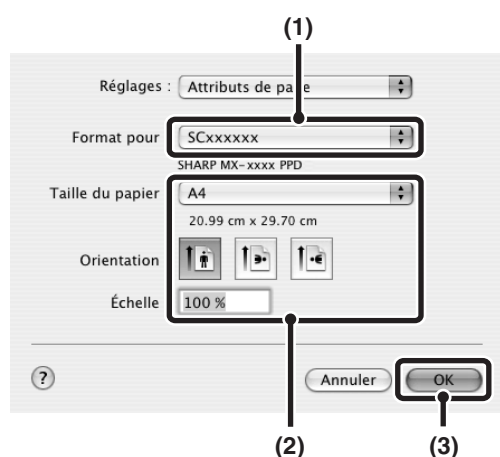 (1)
Réglages : Attributs de page
Format pour SCxxxxxx
SHARP MX-xxxx PPD
Taille du papier A4
20.99 cm x 29.70 cm
Orientation
Échelle 100 %
? Annuler OK
(2) (3)